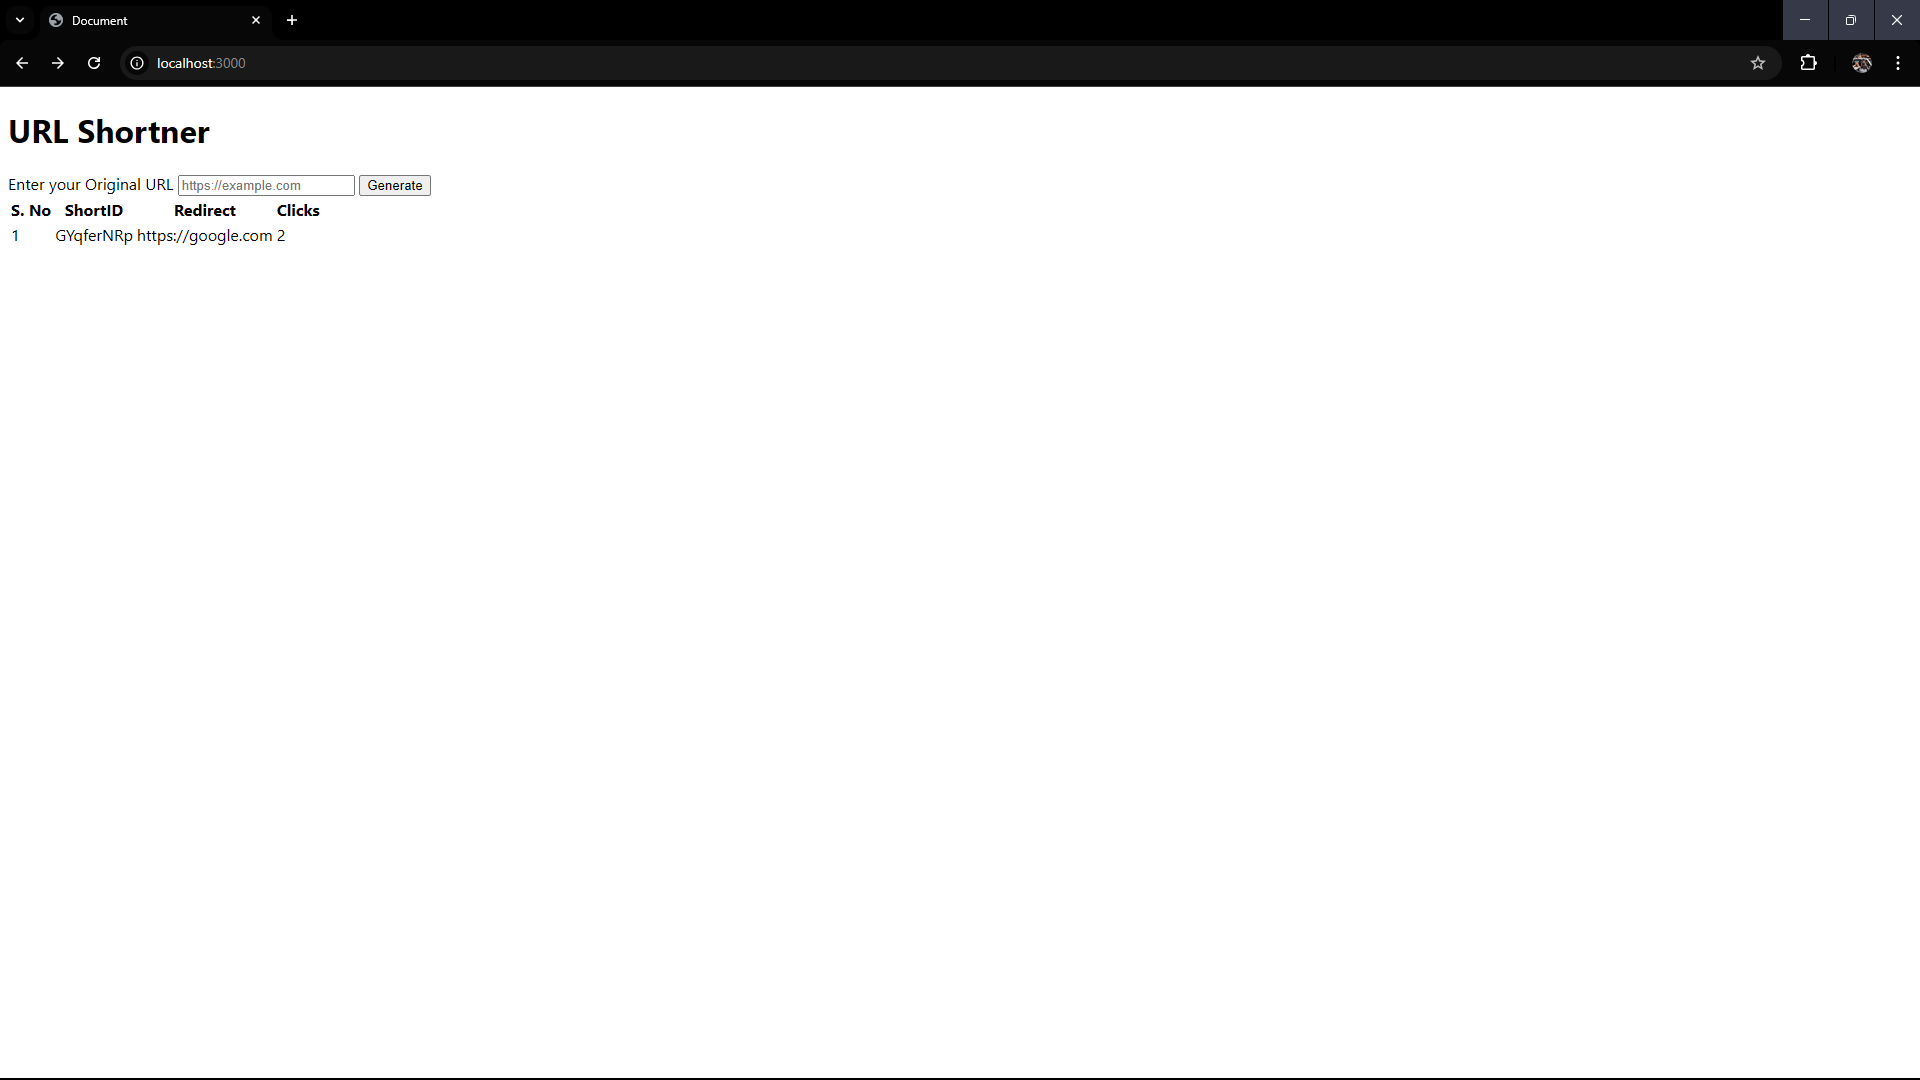 Document
localhost:3000
URL Shortner
Enter your Original URL https://example.com Generate
S. No ShortID Redirect Clicks
1 GYqferNRp https://google.com 2